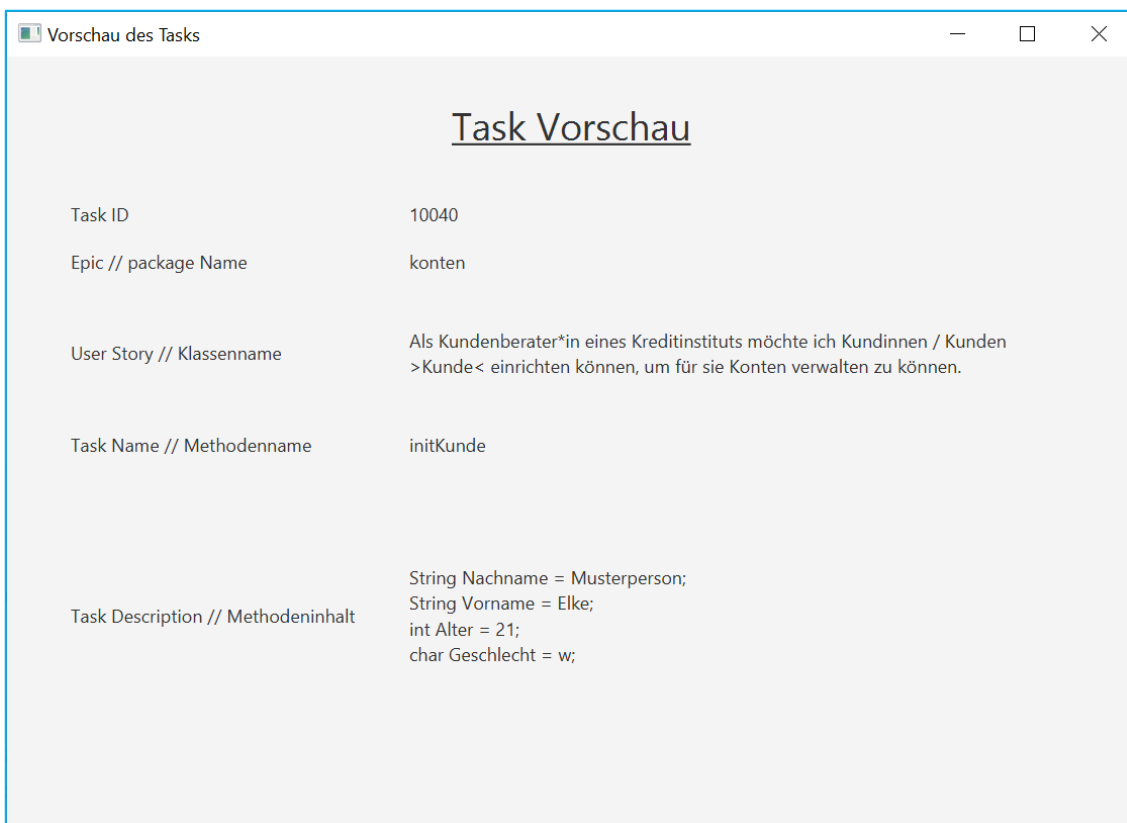 Vorschau des Tasks
Task Vorschau
Task ID
10040
Epic // package Name
konten
User Story // Klassenname
Als Kundenberater*in eines Kreditinstituts möchte ich Kundinnen / Kunden
>Kunde< einrichten können, um für sie Konten verwalten zu können.
Task Name // Methodenname
initKunde
Task Description // Methodeninhalt
String Nachname = Musterperson;
String Vorname = Elke;
int Alter = 21;
char Geschlecht = w;